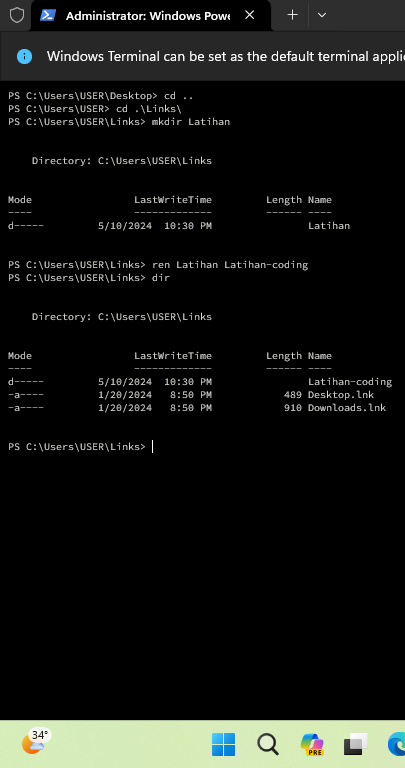 Administrator: Windows Powe
Windows Terminal can be set as the default terminal appli
PS C:\Users\USER\Desktop> cd ..
PS C:\Users\USER> cd .\Links\
PS C:\Users\USER\Links> mkdir Latihan
Directory: C:\Users\USER\Links
Mode LastWriteTime Length Name
---- ------------- ------ ----
d----- 5/10/2024 10:30 PM Latihan
PS C:\Users\USER\Links> ren Latihan Latihan-coding
PS C:\Users\USER\Links> dir
Directory: C:\Users\USER\Links
Mode LastWriteTime Length Name
---- ------------- ------ ----
d----- 5/10/2024 10:30 PM Latihan-coding
-a---- 1/20/2024 8:50 PM 489 Desktop.lnk
-a---- 1/20/2024 8:50 PM 910 Downloads.lnk
PS C:\Users\USER\Links>
34°
PRE